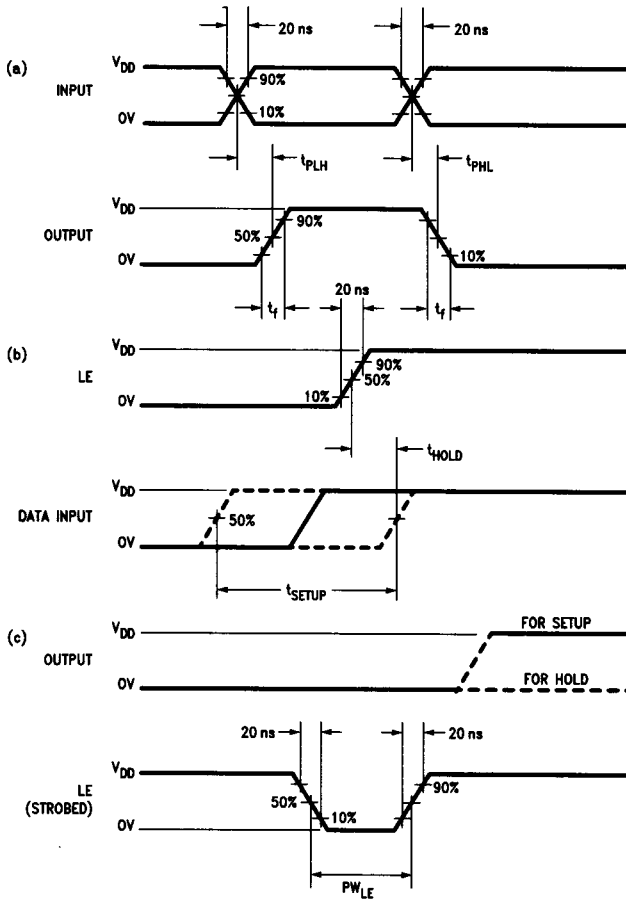 20 ns 20 ns
(a)
V_DD
INPUT
90%
10%
0V
t_PLH t_PHL
V_DD
OUTPUT
90%
50%
10%
0V
t_f 20 ns t_f
(b)
V_DD
LE
90%
50%
10%
0V
t_HOLD
V_DD
DATA INPUT
50%
0V
t_SETUP
(c)
V_DD
FOR SETUP
OUTPUT
0V
FOR HOLD
20 ns 20 ns
V_DD
LE
(STROBED)
90%
50%
10%
0V
PW_LE